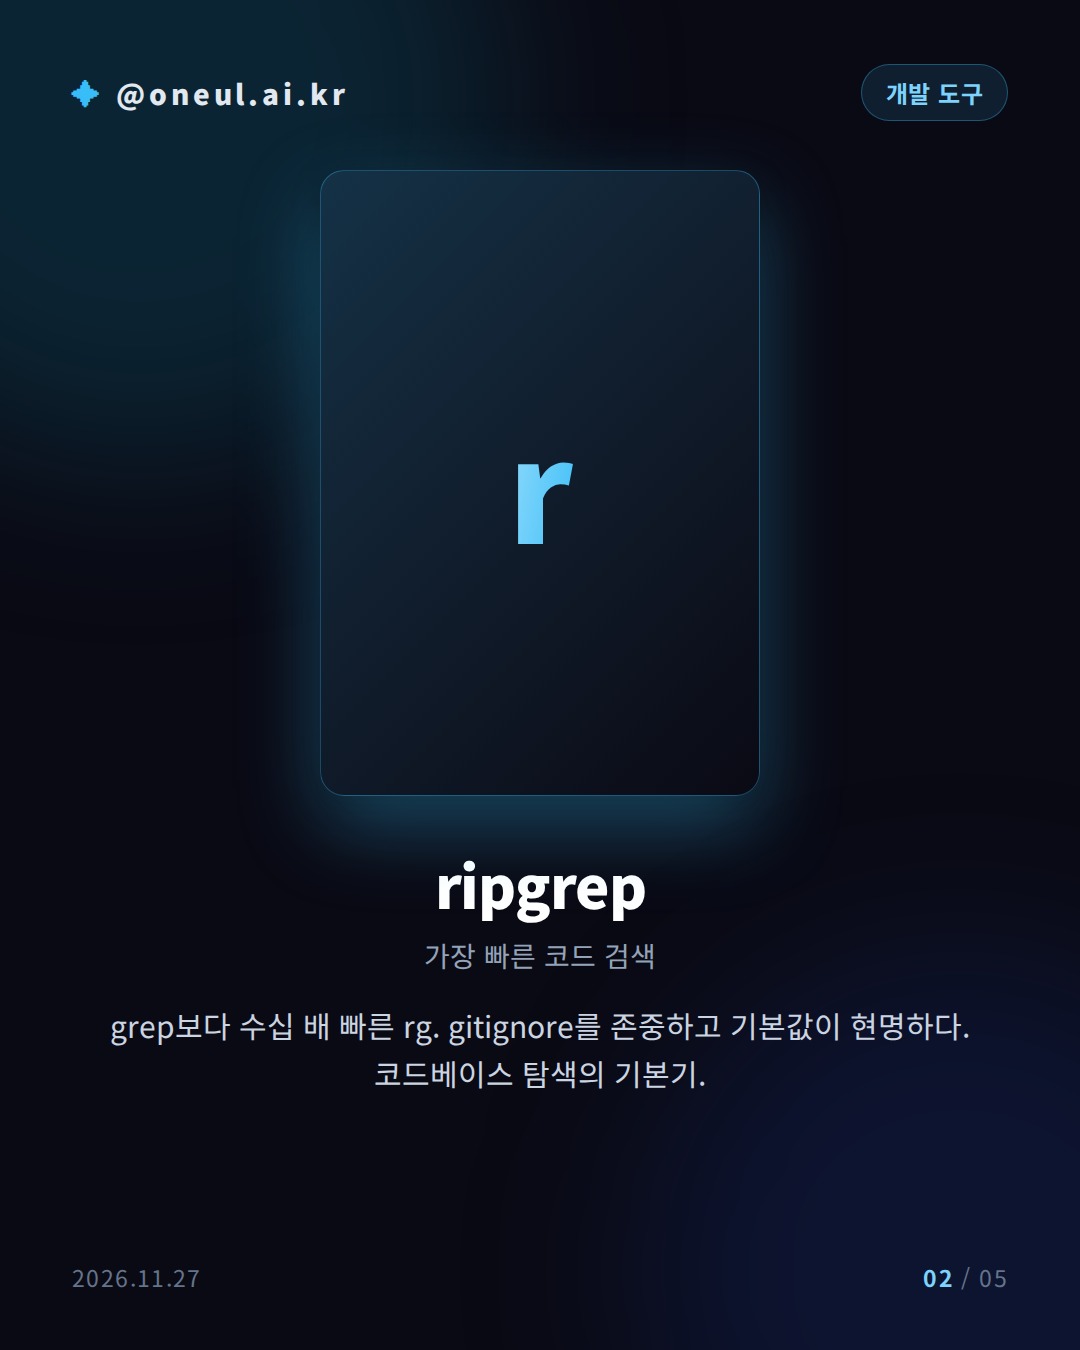 @oneul.ai.kr
개발 도구
r
ripgrep
가장 빠른 코드 검색
grep보다 수십 배 빠른 rg. gitignore를 존중하고 기본값이 현명하다.
코드베이스 탐색의 기본기.
2026.11.27
02 / 05